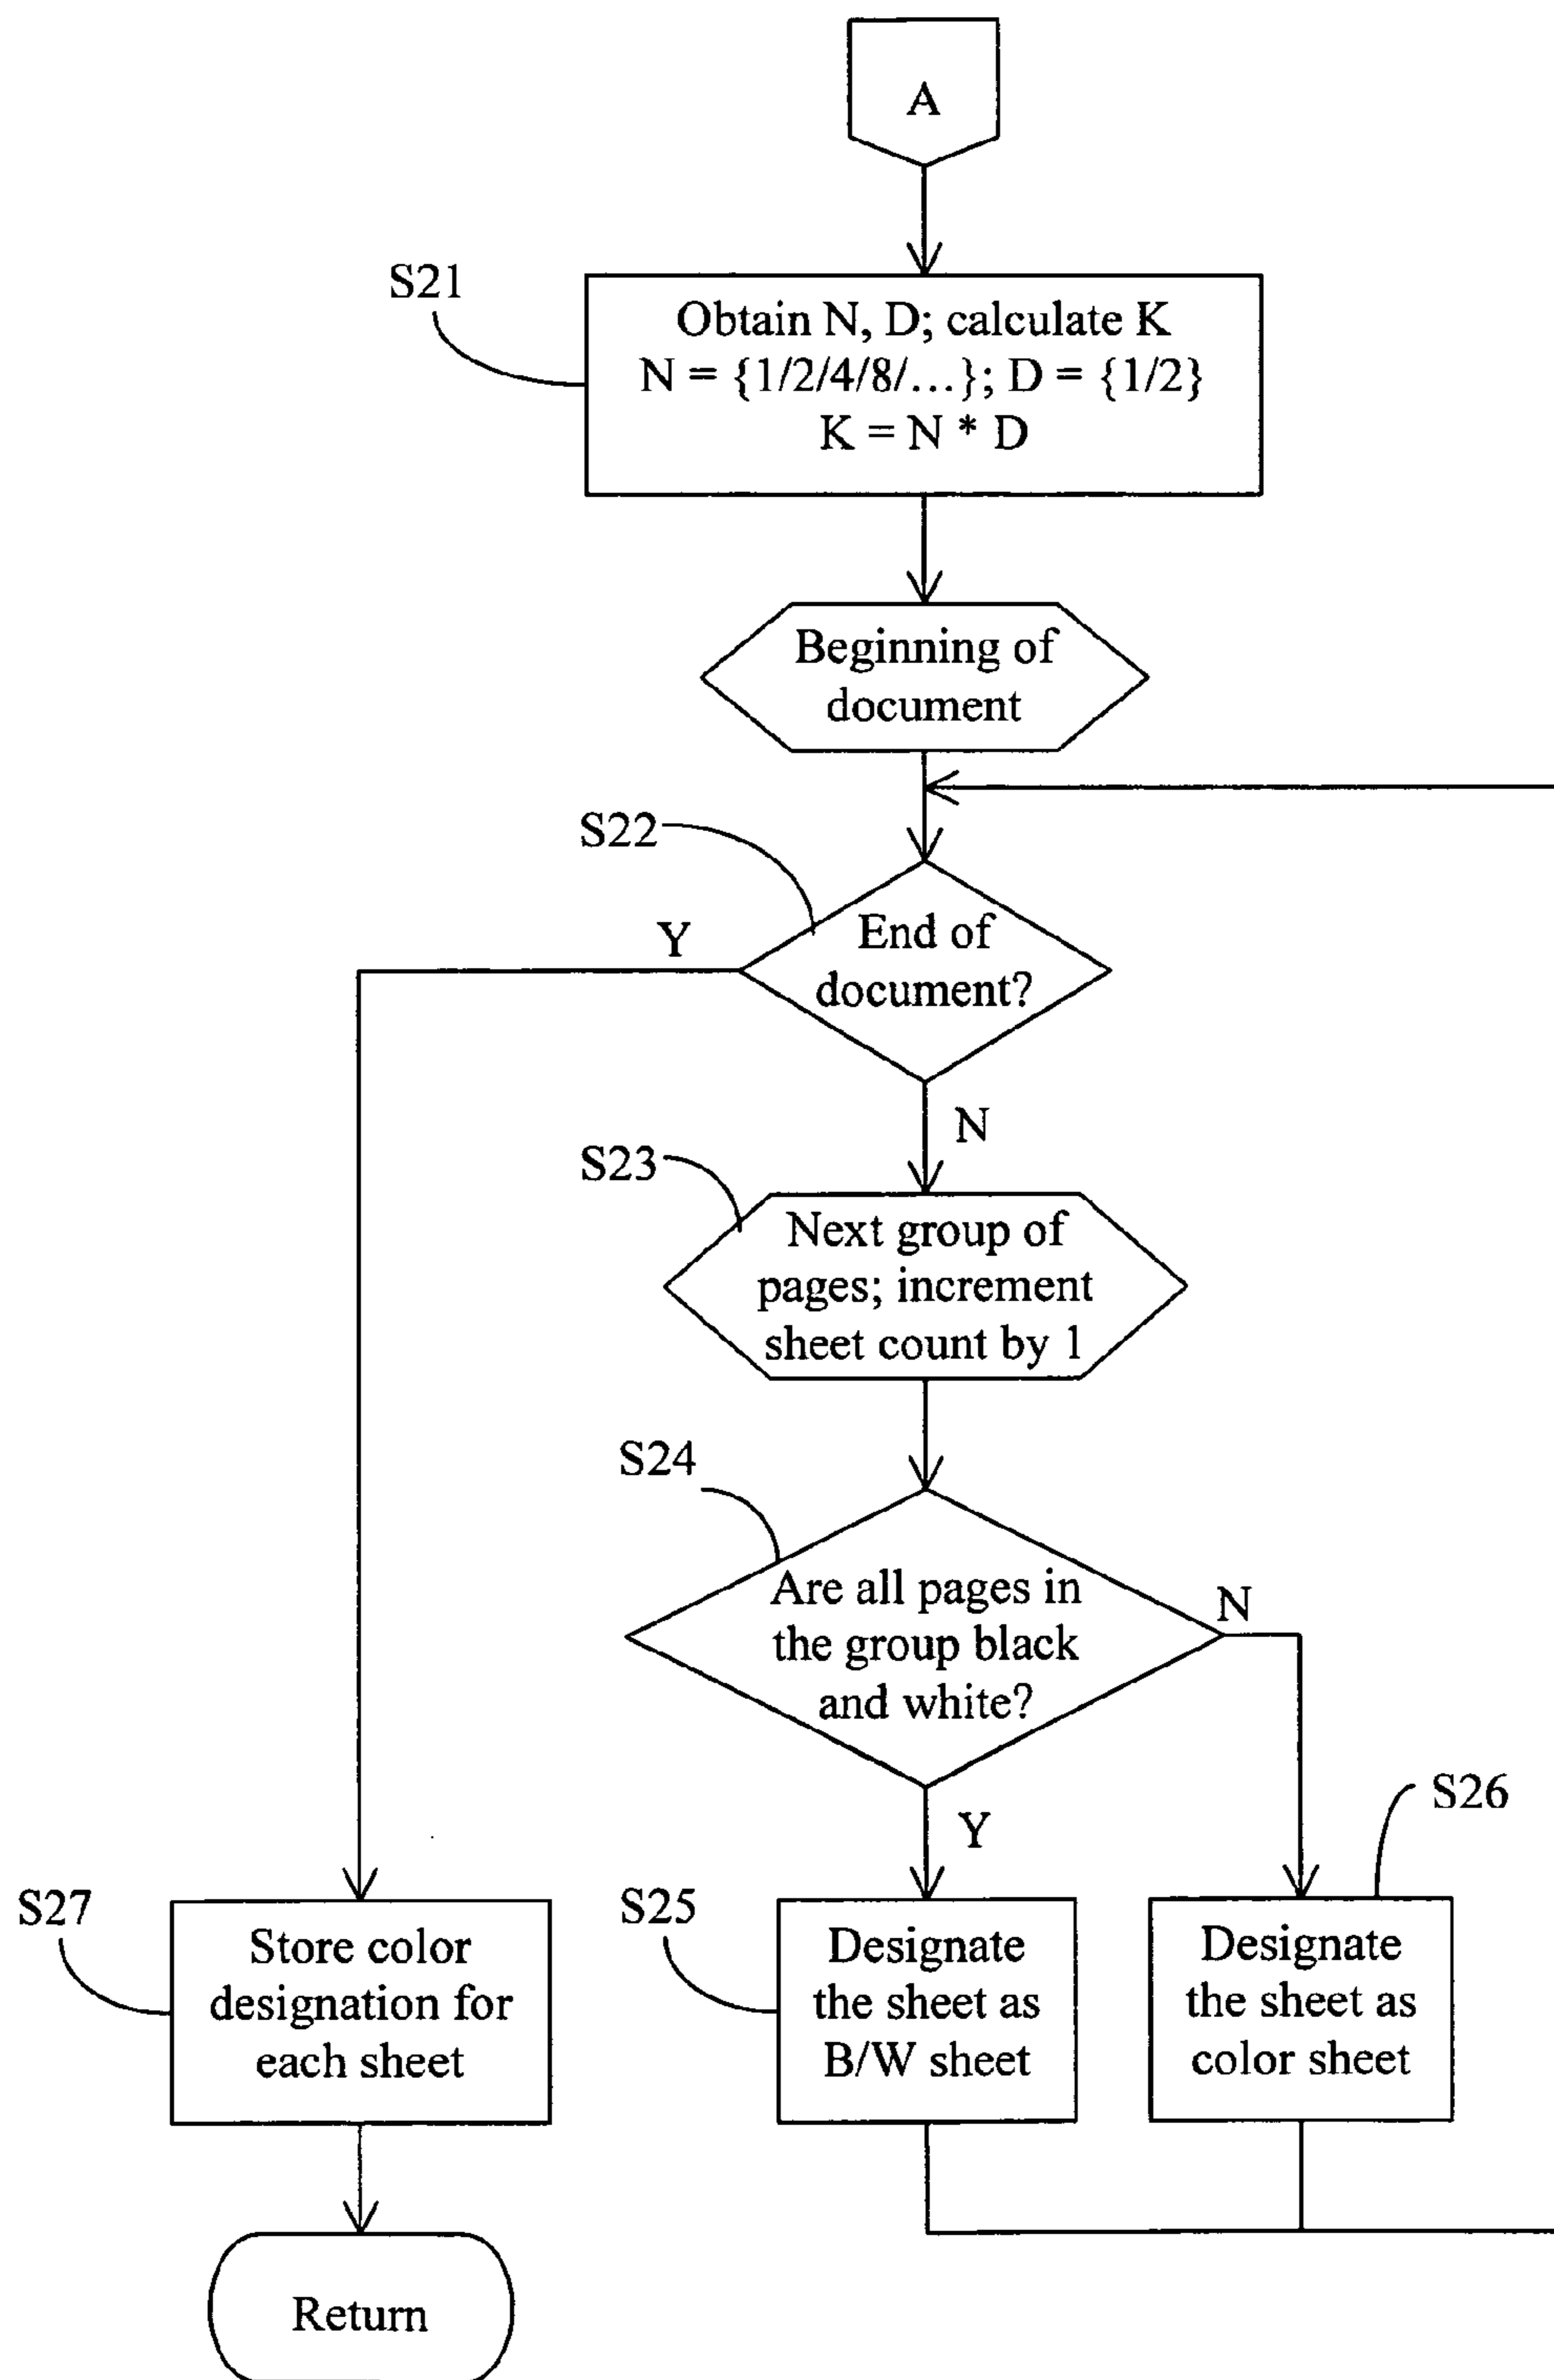 A
S21
Obtain N, D; calculate K
N = {1/2/4/8/...}; D = {1/2}
K = N * D
Beginning of
document
S22
Y
End of
document?
N
S23
Next group of
pages; increment
sheet count by 1
S24
Are all pages in
the group black
and white?
N
Y
S26
S27
Store color
designation for
each sheet
S25
Designate
the sheet as
B/W sheet
Designate
the sheet as
color sheet
Return